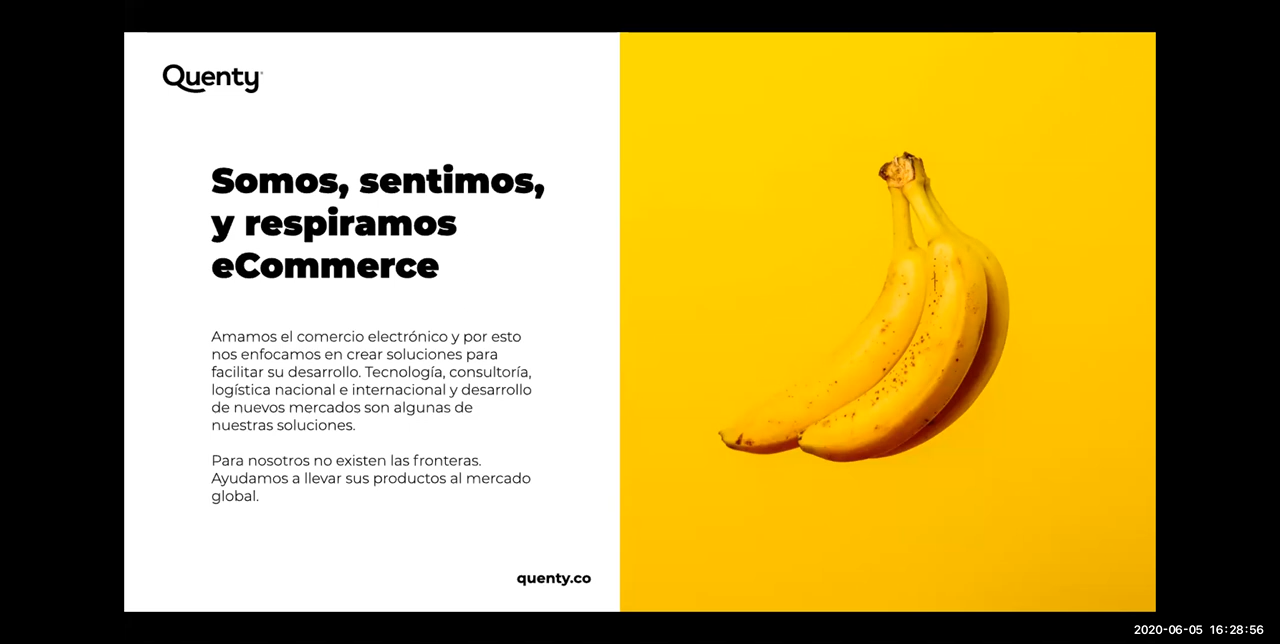 Quenty
Somos, sentimos,
y respiramos
eCommerce
Amamos el comercio electrónico y por esto
nos enfocamos en crear soluciones para
facilitar su desarrollo. Tecnología, consultoría,
logística nacional e internacional y desarrollo
de nuevos mercados son algunas de
nuestras soluciones.
Para nosotros no existen las fronteras.
Ayudamos a llevar sus productos al mercado
global.
quenty.co
2020-06-05 16:28:56